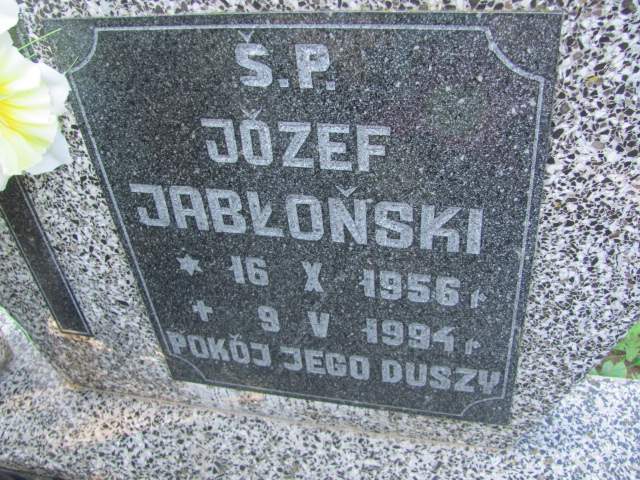 Ś.P.
JÓZEF
JABŁOŃSKI
* 16 X 1956 r
+ 9 V 1994 r
POKÓJ JEGO DUSZY